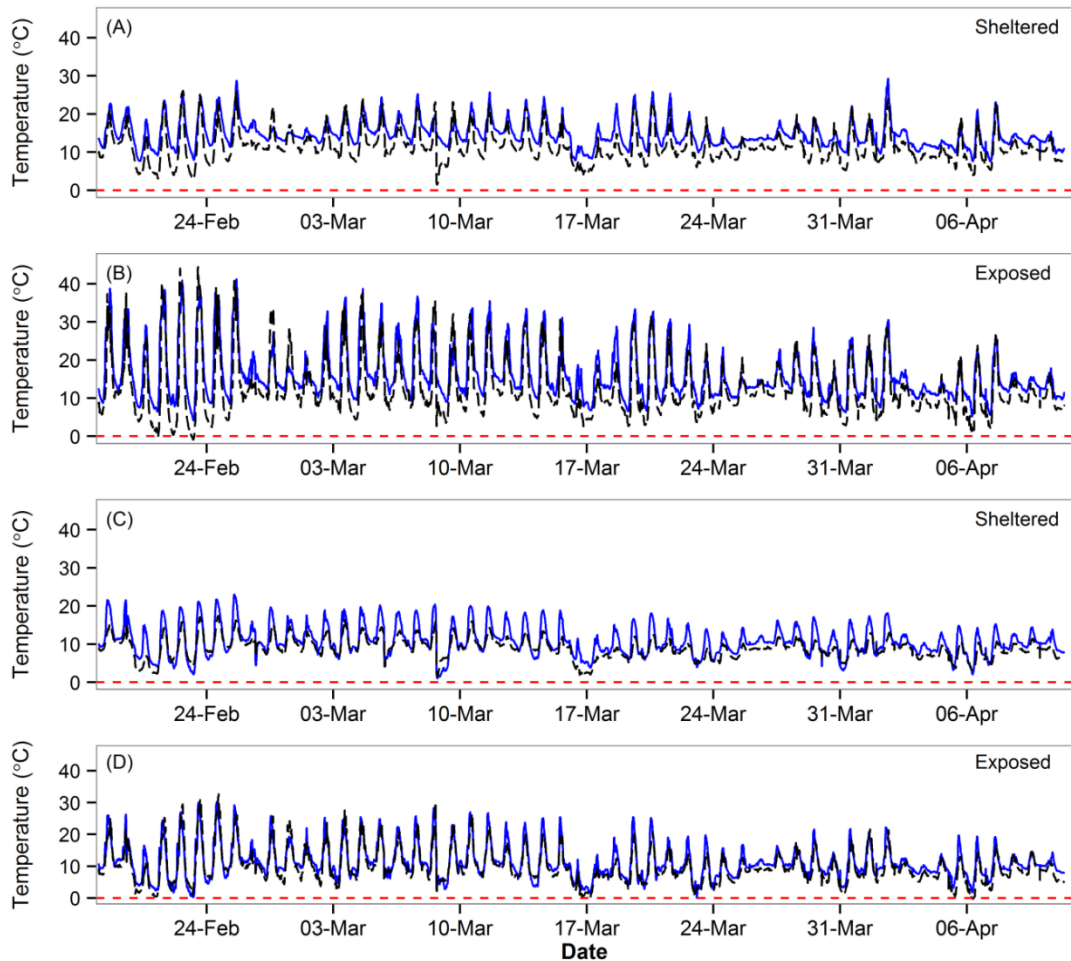 (A) Sheltered
Temperature (°C)
40
30
20
10
0
24-Feb 03-Mar 10-Mar 17-Mar 24-Mar 31-Mar 06-Apr
(B) Exposed
Temperature (°C)
40
30
20
10
0
24-Feb 03-Mar 10-Mar 17-Mar 24-Mar 31-Mar 06-Apr
(C) Sheltered
Temperature (°C)
40
30
20
10
0
24-Feb 03-Mar 10-Mar 17-Mar 24-Mar 31-Mar 06-Apr
(D) Exposed
Temperature (°C)
40
30
20
10
0
24-Feb 03-Mar 10-Mar 17-Mar 24-Mar 31-Mar 06-Apr
Date